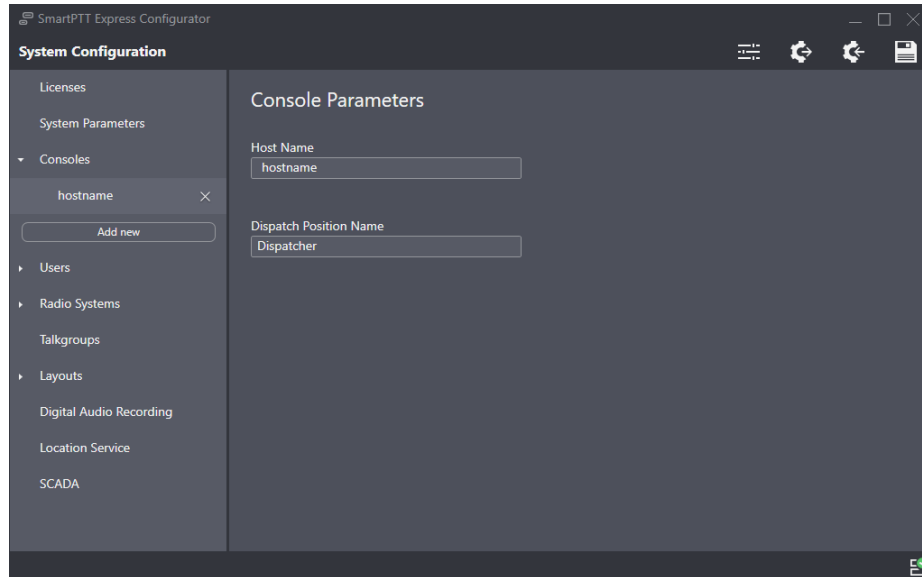 SmartPTT Express Configurator
System Configuration
Licenses
System Parameters
Consoles
hostname
Add new
Users
Radio Systems
Talkgroups
Layouts
Digital Audio Recording
Location Service
SCADA
Console Parameters
Host Name
hostname
Dispatch Position Name
Dispatcher